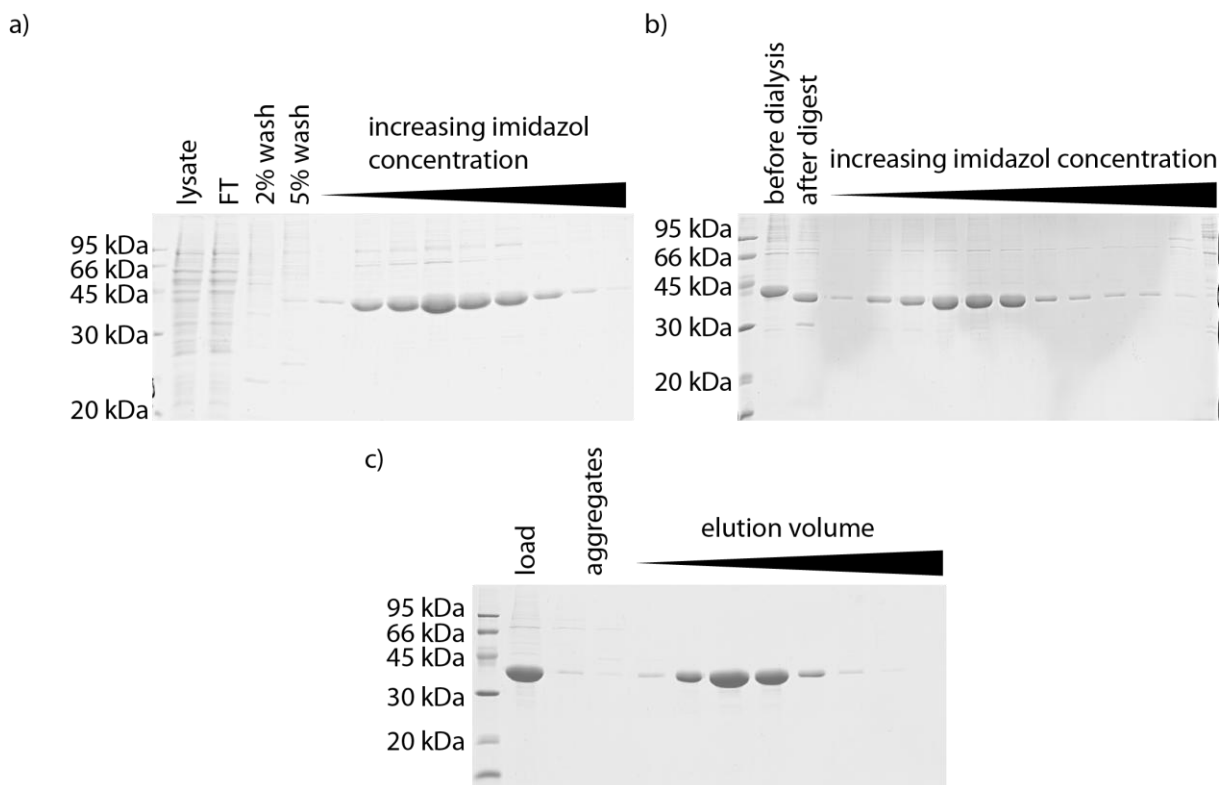 a)
lysate
FT
2% wash
5% wash
increasing imidazol
concentration
95 kDa
66 kDa
45 kDa
30 kDa
20 kDa
b)
before dialysis
after digest
increasing imidazol concentration
95 kDa
66 kDa
45 kDa
30 kDa
20 kDa
c)
load
aggregates
elution volume
95 kDa
66 kDa
45 kDa
30 kDa
20 kDa